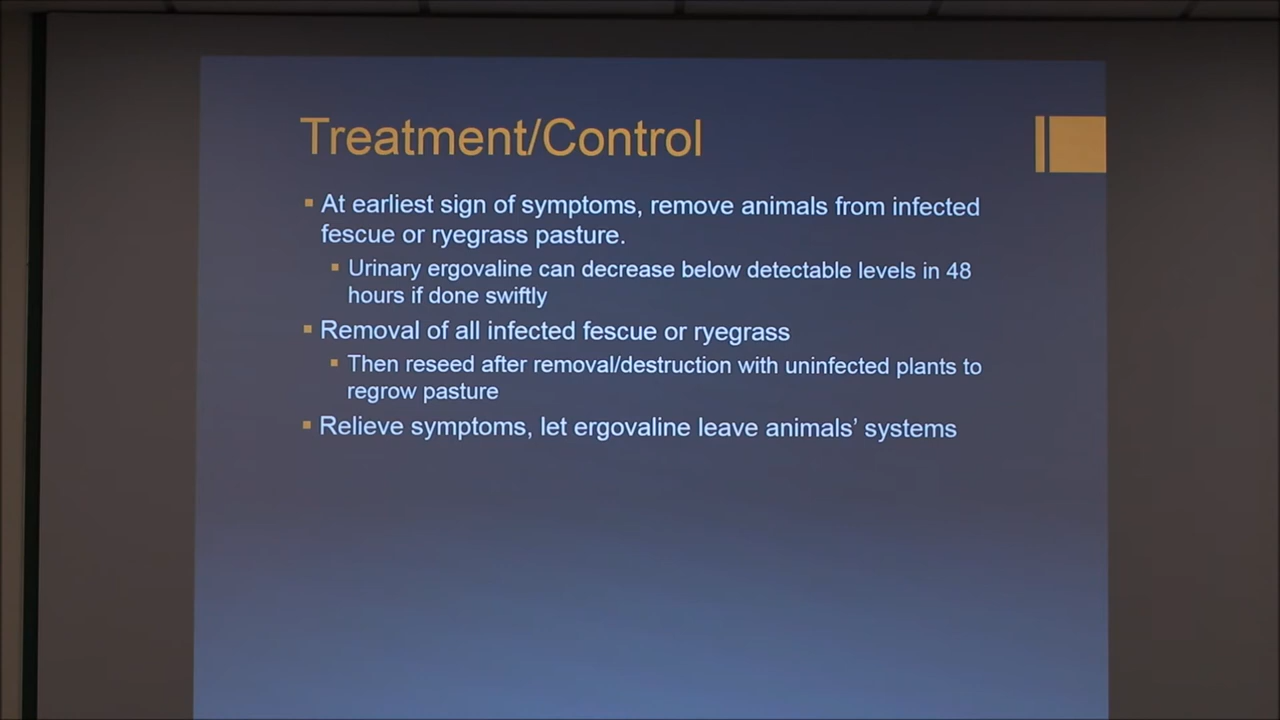 Treatment/Control
At earliest sign of symptoms, remove animals from infected
fescue or ryegrass pasture.
Urinary ergovaline can decrease below detectable levels in 48
hours if done swiftly
Removal of all infected fescue or ryegrass
Then reseed after removal/destruction with uninfected plants to
regrow pasture
Relieve symptoms, let ergovaline leave animals’ systems